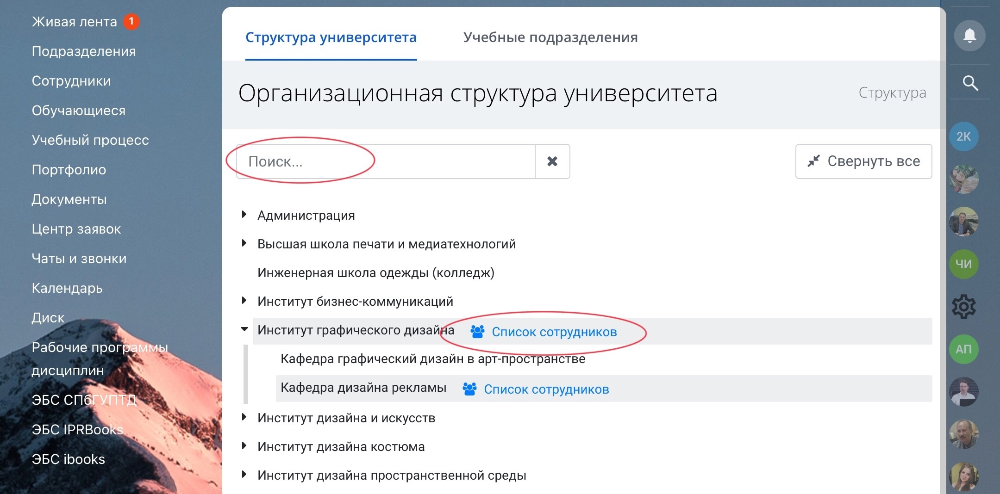 Живая лента 1
Подразделения
Сотрудники
Обучающиеся
Учебный процесс
Портфолио
Документы
Центр заявок
Чаты и звонки
Календарь
Диск
Рабочие программы
дисциплин
ЭБС СПбГУПТД
ЭБС IPRBooks
ЭБС ibooks
Структура университета Учебные подразделения
Организационная структура университета Структура
Поиск... Свернуть все
Администрация
Высшая школа печати и медиатехнологий
Инженерная школа одежды (колледж)
Институт бизнес-коммуникаций
Институт графического дизайна Список сотрудников
Кафедра графический дизайн в арт-пространстве
Кафедра дизайна рекламы Список сотрудников
Институт дизайна и искусств
Институт дизайна костюма
Институт дизайна пространственной среды
2К
ЧИ
АП